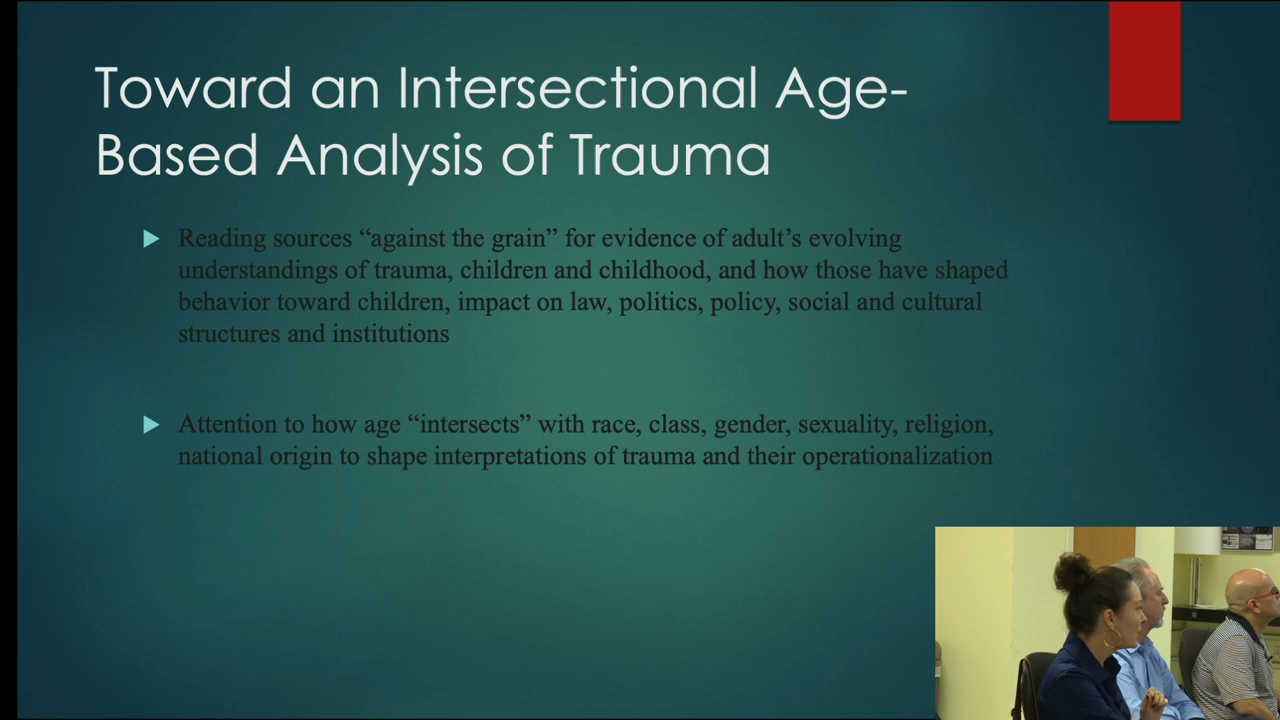 Toward an Intersectional Age-
Based Analysis of Trauma
Reading sources “against the grain” for evidence of adult’s evolving
understandings of trauma, children and childhood, and how those have shaped
behavior toward children, impact on law, politics, policy, social and cultural
structures and institutions
Attention to how age “intersects” with race, class, gender, sexuality, religion,
national origin to shape interpretations of trauma and their operationalization